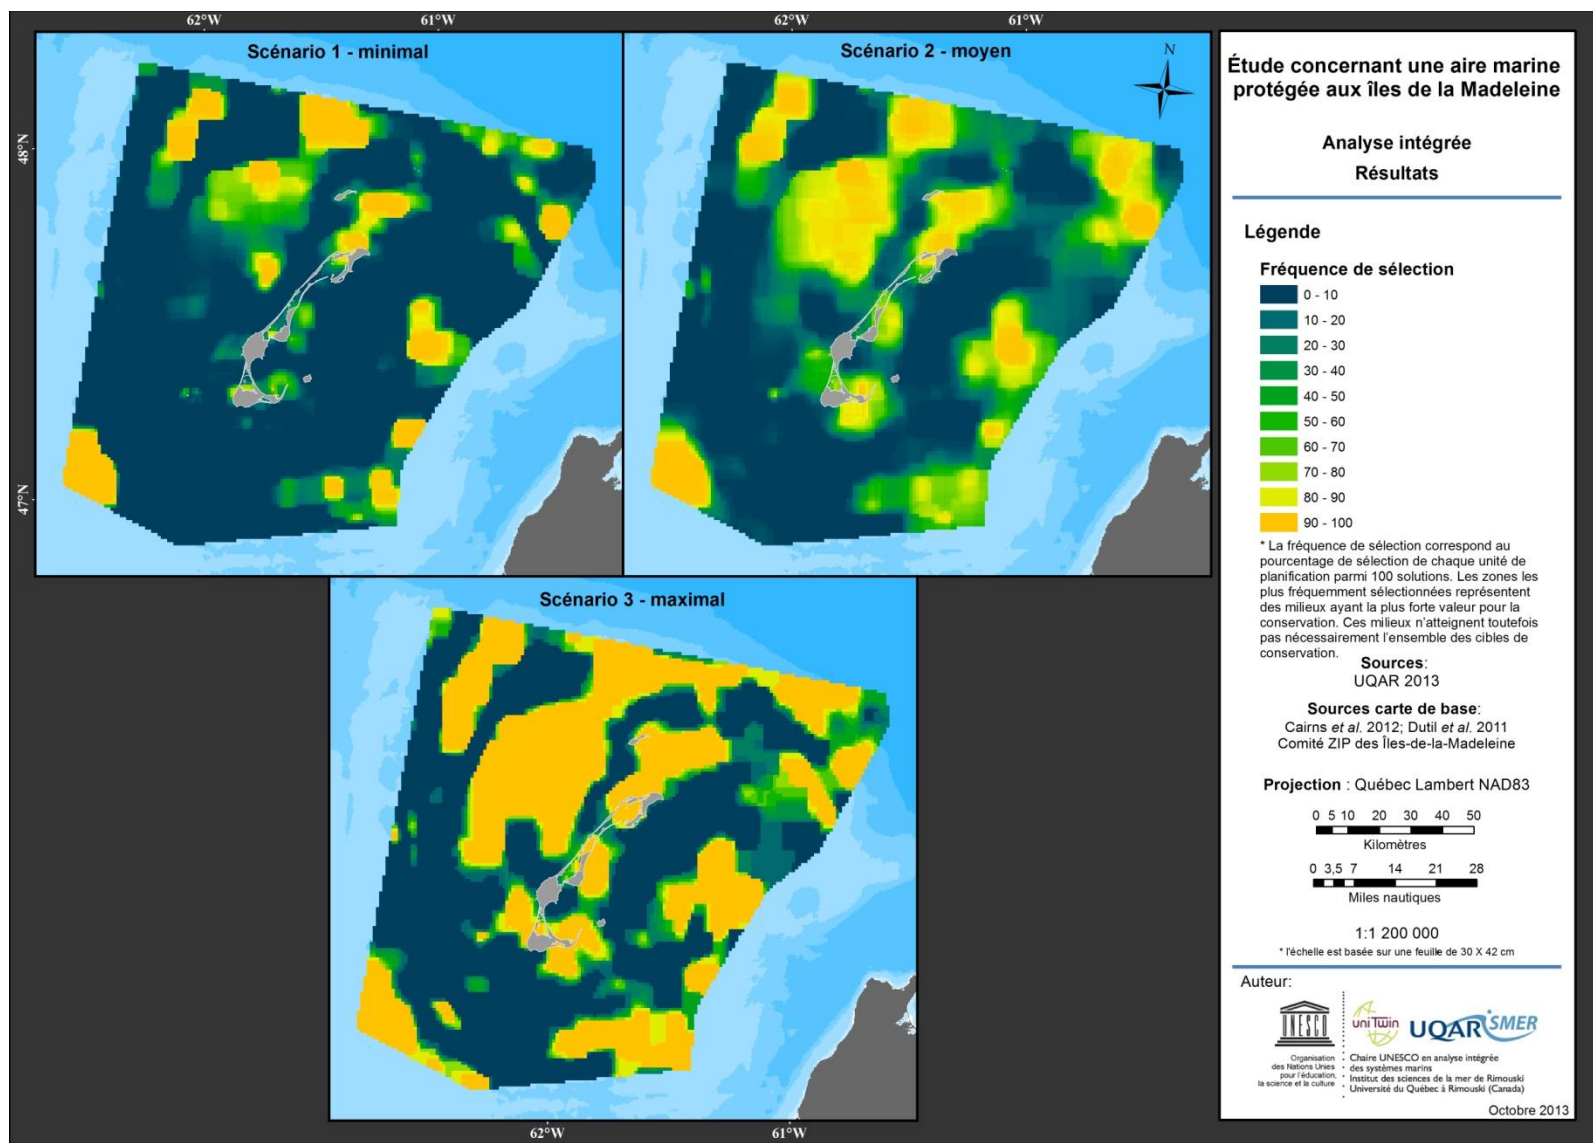 62°W
61°W
62°W
61°W
Scénario 1 - minimal
Scénario 2 - moyen
N
48°N
47°N
Scénario 3 - maximal
62°W
61°W
Étude concernant une aire marine
protégée aux îles de la Madeleine
Analyse intégrée
Résultats
Légende
Fréquence de sélection
0 - 10
10 - 20
20 - 30
30 - 40
40 - 50
50 - 60
60 - 70
70 - 80
80 - 90
90 - 100
* La fréquence de sélection correspond au
pourcentage de sélection de chaque unité de
planification parmi 100 solutions. Les zones les
plus fréquemment sélectionnées représentent
des milieux ayant la plus forte valeur pour la
conservation. Ces milieux n'atteignent toutefois
pas nécessairement l'ensemble des cibles de
conservation.
Sources:
UQAR 2013
Sources carte de base:
Cairns et al. 2012; Dutil et al. 2011
Comité ZIP des Îles-de-la-Madeleine
Projection : Québec Lambert NAD83
0 5 10 20 30 40 50
Kilomètres
0 3,5 7 14 21 28
Miles nautiques
1:1 200 000
* l'échelle est basée sur une feuille de 30 X 42 cm
Auteur:
UNESCO
uniTwin
UQAR
ISMER
Organisation
des Nations Unies
pour l'éducation,
la science et la culture
Chaire UNESCO en analyse intégrée
des systèmes marins
Institut des sciences de la mer de Rimouski
Université du Québec à Rimouski (Canada)
Octobre 2013